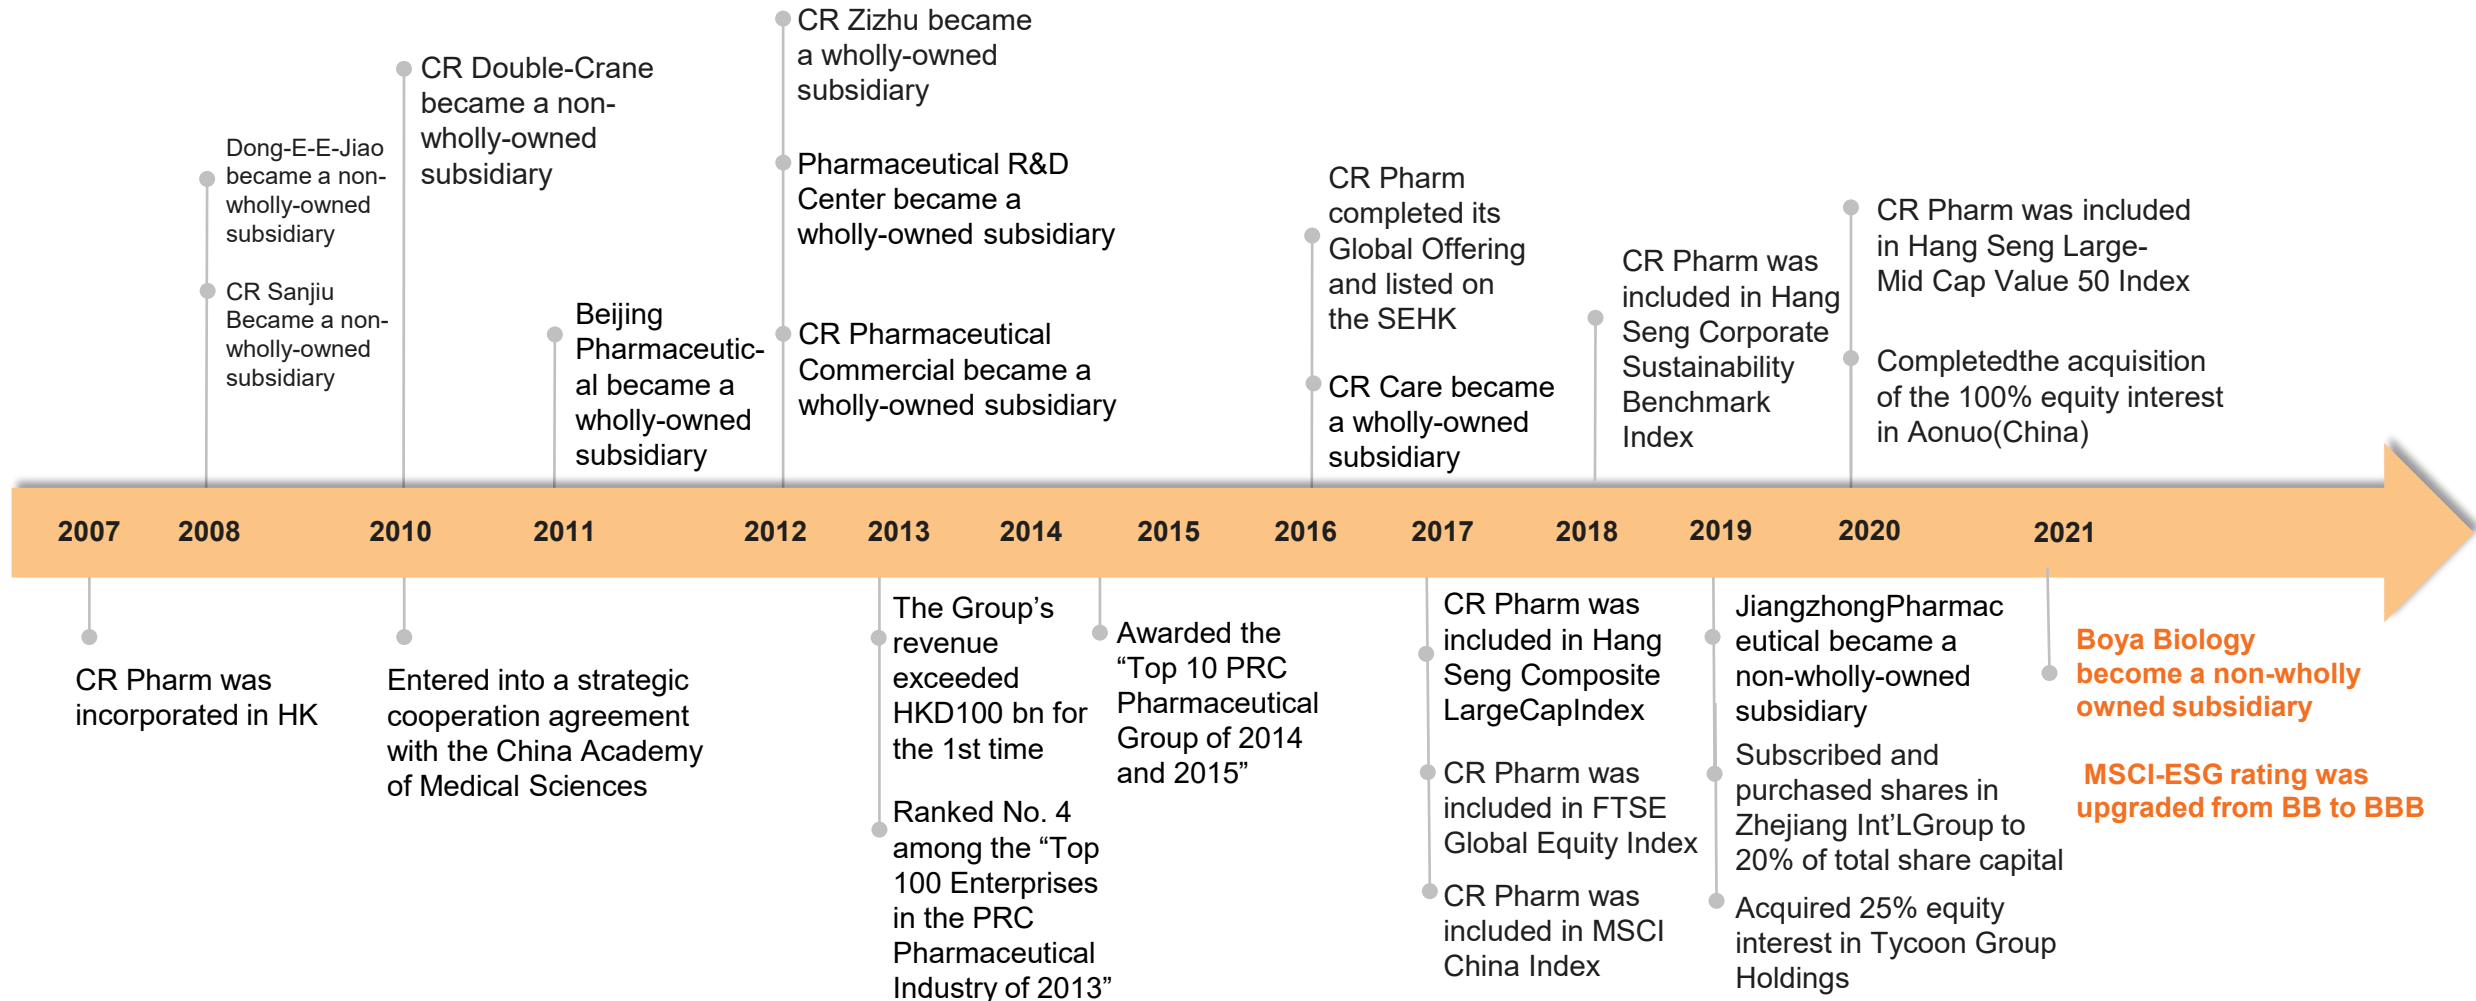 CR Zizhu became
a wholly-owned
subsidiary
CR Double-Crane
became a non-
wholly-owned
subsidiary
Dong-E-E-Jiao
became a non-
wholly-owned
subsidiary
Pharmaceutical R&D
Center became a
wholly-owned subsidiary
CR Pharm
completed its
Global Offering
and listed on
the SEHK
CR Pharm was included
in Hang Seng Large-
Mid Cap Value 50 Index
CR Pharm was
included in Hang
Seng Corporate
Sustainability
Benchmark
Index
CR Sanjiu
Became a non-
wholly-owned
subsidiary
Beijing
Pharmaceutic-
al became a
wholly-owned
subsidiary
CR Pharmaceutical
Commercial became a
wholly-owned subsidiary
CR Care became
a wholly-owned
subsidiary
Completedthe acquisition
of the 100% equity interest
in Aonuo(China)
2007 2008 2010 2011 2012 2013 2014 2015 2016 2017 2018 2019 2020 2021
CR Pharm was
incorporated in HK
Entered into a strategic
cooperation agreement
with the China Academy
of Medical Sciences
The Group’s
revenue
exceeded
HKD100 bn for
the 1st time
Ranked No. 4
among the “Top
100 Enterprises
in the PRC
Pharmaceutical
Industry of 2013”
Awarded the
“Top 10 PRC
Pharmaceutical
Group of 2014
and 2015”
CR Pharm was
included in Hang
Seng Composite
LargeCapIndex
CR Pharm was
included in FTSE
Global Equity Index
CR Pharm was
included in MSCI
China Index
JiangzhongPharmac
eutical became a
non-wholly-owned
subsidiary
Subscribed and
purchased shares in
Zhejiang Int’LGroup to
20% of total share capital
Acquired 25% equity
interest in Tycoon Group
Holdings
Boya Biology
become a non-wholly
owned subsidiary
MSCI-ESG rating was
upgraded from BB to BBB